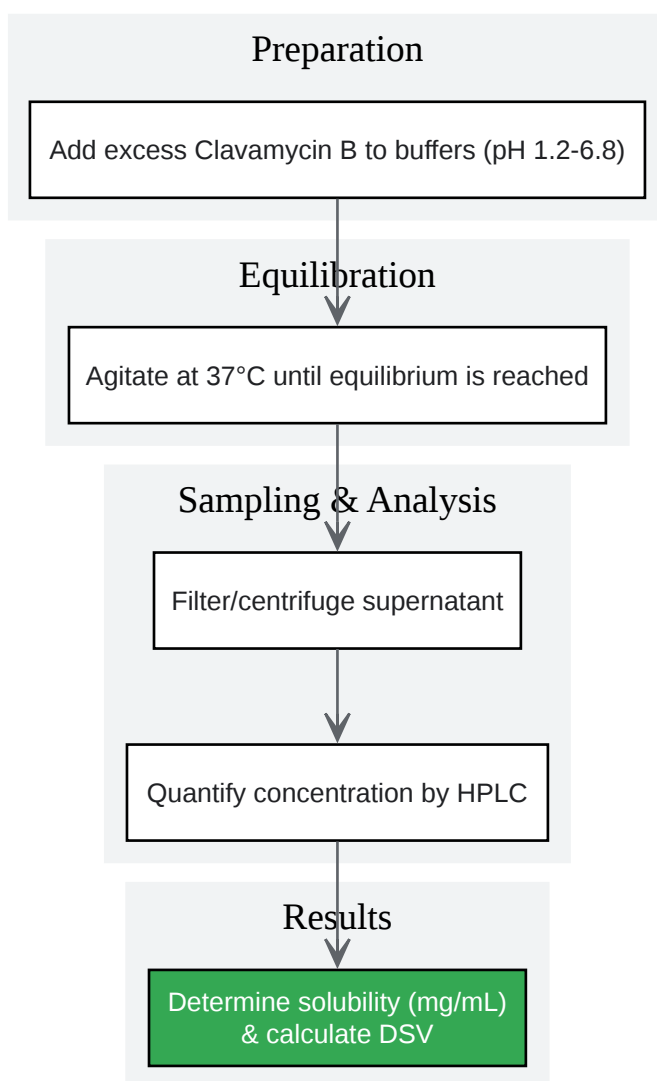 Preparation
Add excess Clavamycin B to buffers (pH 1.2-6.8)
Equilibration
Agitate at 37°C until equilibrium is reached
Sampling & Analysis
Filter/centrifuge supernatant
Quantify concentration by HPLC
Results
Determine solubility (mg/mL)
& calculate DSV